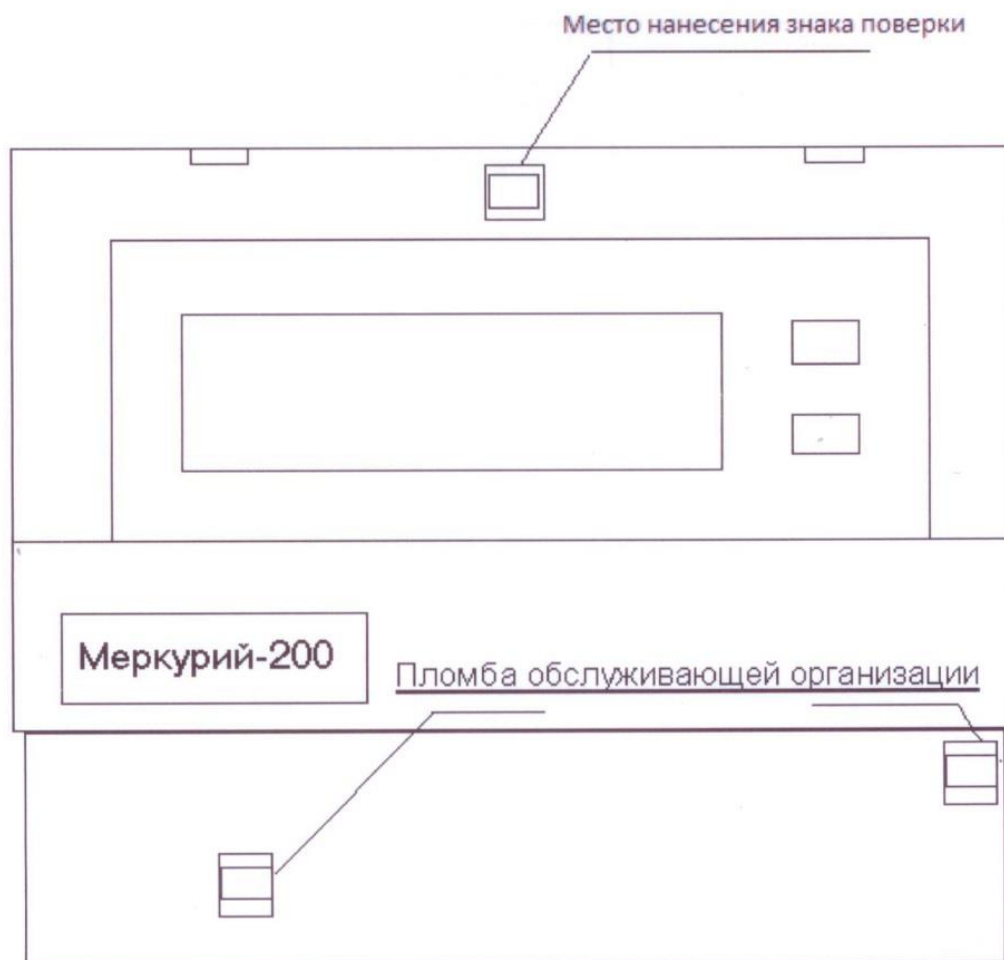 Место нанесения знака поверки
Меркурий-200
Пломба обслуживающей организации